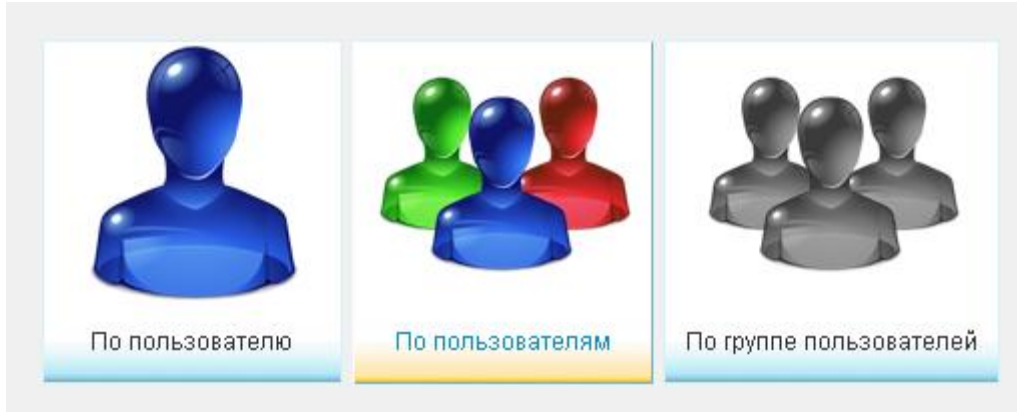 По пользователю
По пользователям
По группе пользователей